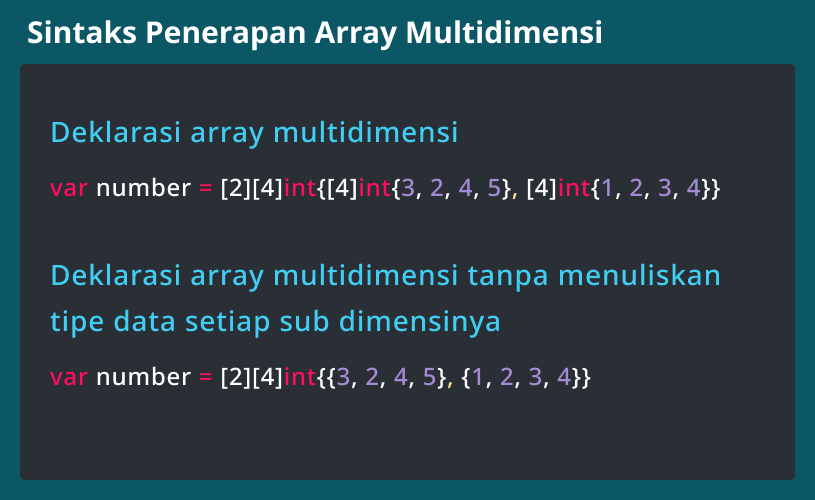 Sintaks Penerapan Array Multidimensi
Deklarasi array multidimensi
var number = [2][4]int{[4]int{3, 2, 4, 5}, [4]int{1, 2, 3, 4}}
Deklarasi array multidimensi tanpa menuliskan
tipe data setiap sub dimensinya
var number = [2][4]int{{3, 2, 4, 5}, {1, 2, 3, 4}}